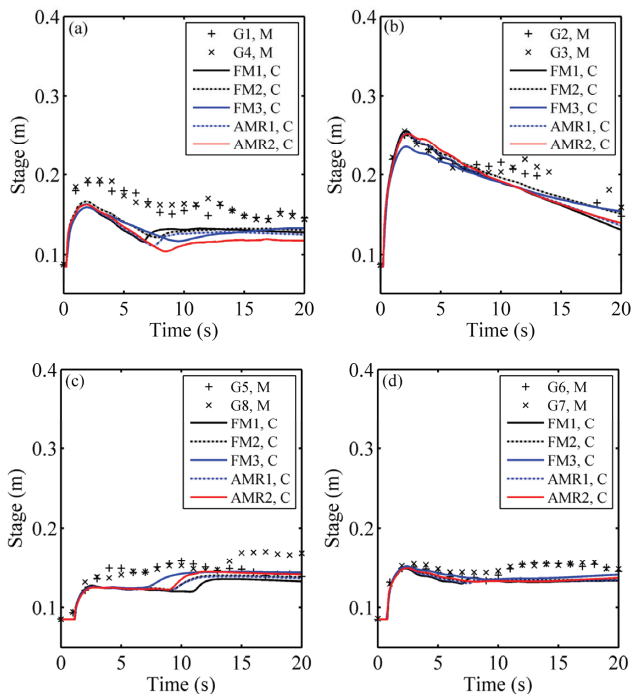 (a)
G1, M
G4, M
FM1, C
FM2, C
FM3, C
AMR1, C
AMR2, C
0.4
0.3
0.2
0.1
Stage (m)
0 5 10 15 20
Time (s)
(b)
G2, M
G3, M
FM1, C
FM2, C
FM3, C
AMR1, C
AMR2, C
0.4
0.3
0.2
0.1
Stage (m)
0 5 10 15 20
Time (s)
(c)
G5, M
G8, M
FM1, C
FM2, C
FM3, C
AMR1, C
AMR2, C
0.4
0.3
0.2
0.1
Stage (m)
0 5 10 15 20
Time (s)
(d)
G6, M
G7, M
FM1, C
FM2, C
FM3, C
AMR1, C
AMR2, C
0.4
0.3
0.2
0.1
Stage (m)
0 5 10 15 20
Time (s)